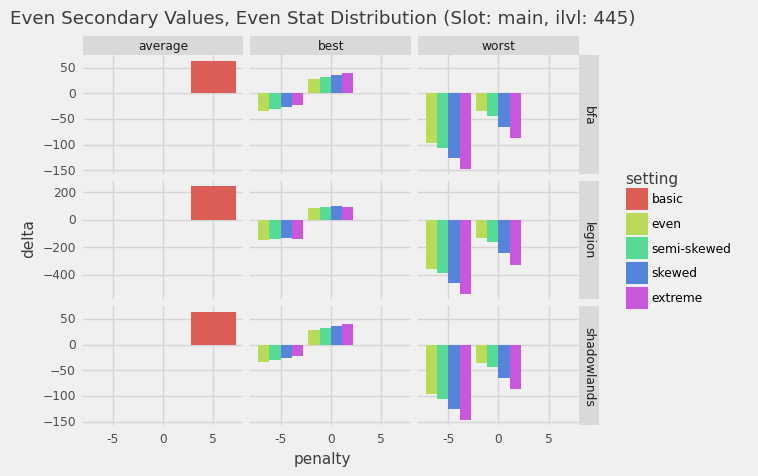 Even Secondary Values, Even Stat Distribution (Slot: main, ilvl: 445)
average best worst
50
0
−50
−100
−150
bfa
200
0
−200
−400
legion
50
0
−50
−100
−150
shadowlands
-5 0 5 -5 0 5 -5 0 5
penalty
delta
setting
basic
even
semi-skewed
skewed
extreme